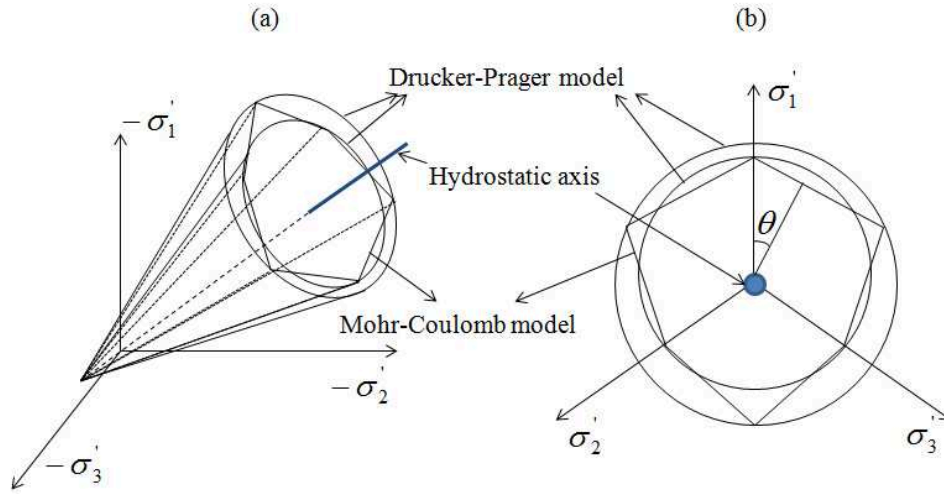 (a)
(b)
Drucker-Prager model
σ₁'
−σ₁'
Hydrostatic axis
θ
Mohr-Coulomb model
−σ₂'
σ₂'
σ₃'
−σ₃'